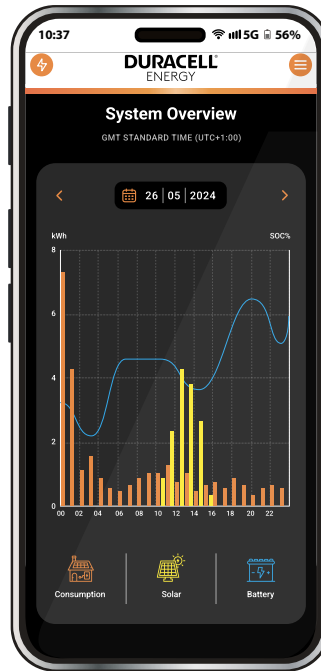 10:37 5G 56%
DURACELL
ENERGY
System Overview
GMT STANDARD TIME (UTC+1:00)
26 | 05 | 2024
kWh SOC%
8
6
4
2
0
00 02 04 06 08 10 12 14 16 18 20 22
Consumption Solar Battery